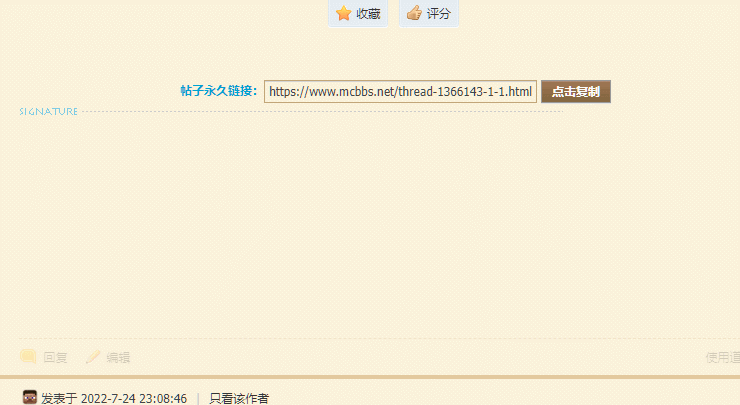 收藏 评分
帖子永久链接： https://www.mcbbs.net/thread-1366143-1-1.html 点击复制
SIGNATURE
回复 编辑 使用道
发表于 2022-7-24 23:08:46 | 只看该作者